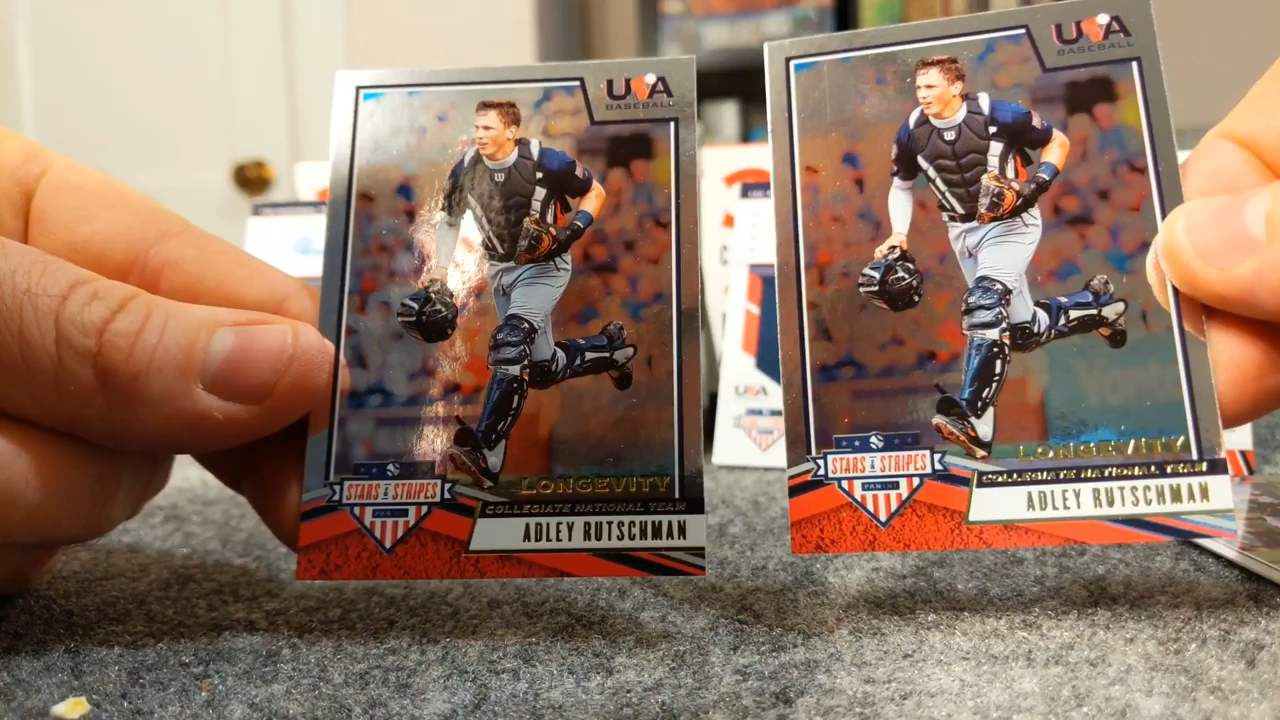 USA
BASEBALL
W
LONGEVITY
COLLEGIATE NATIONAL TEAM
ADLEY RUTSCHMAN
STARS & STRIPES
PANINI
USA
BASEBALL
W
LONGEVITY
COLLEGIATE NATIONAL TEAM
ADLEY RUTSCHMAN
STARS & STRIPES
PANINI
USA